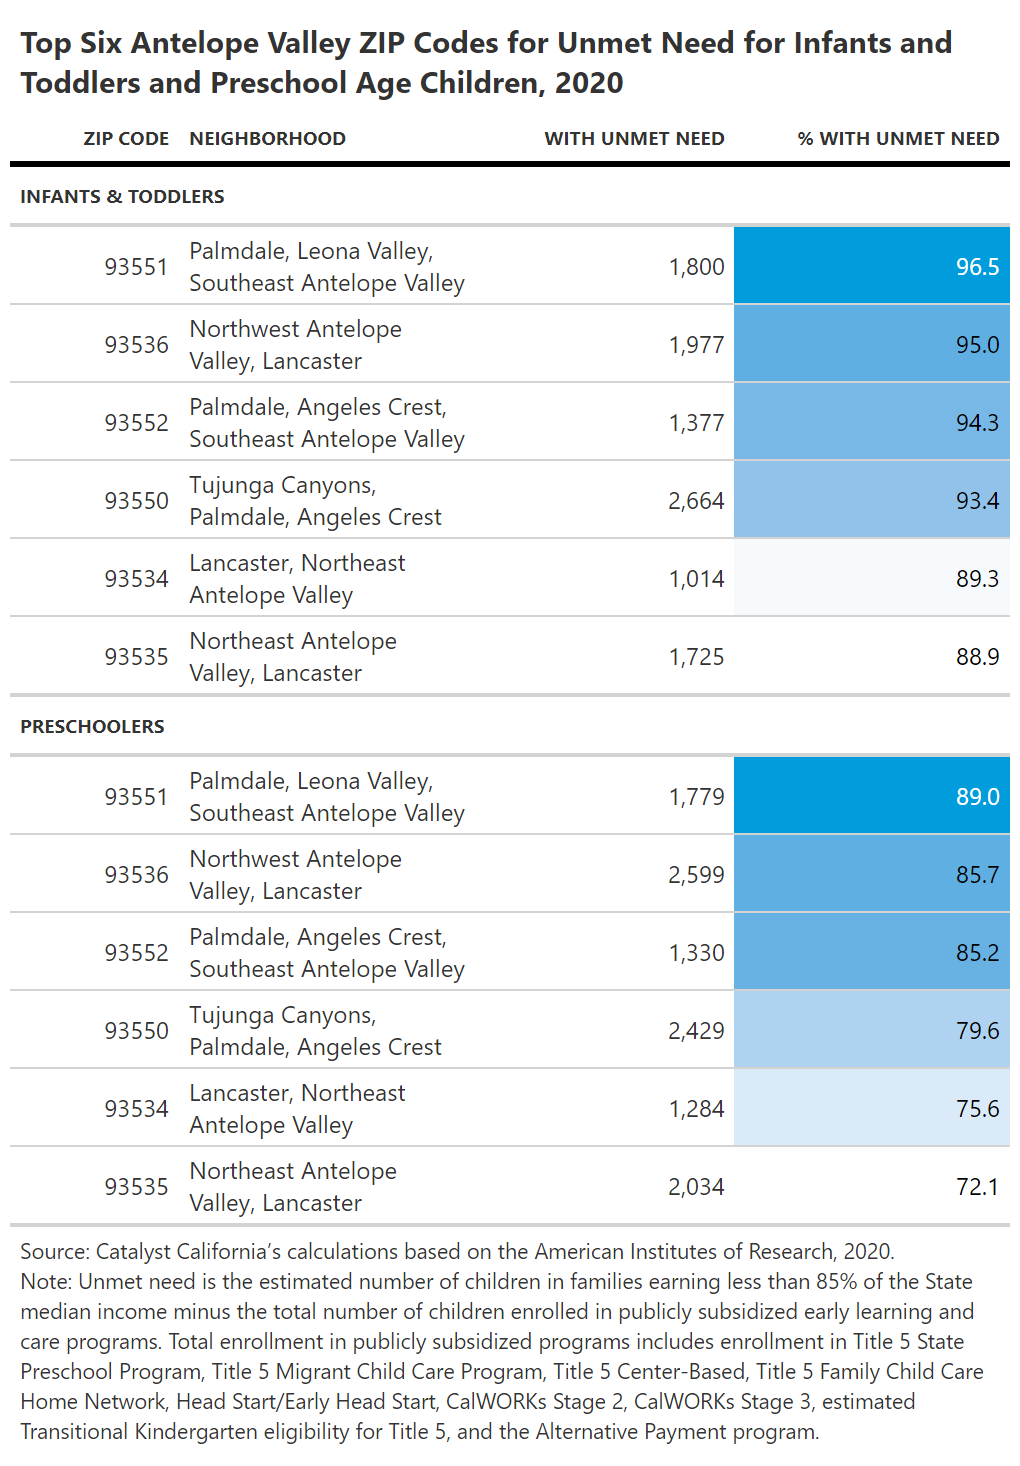 Top Six Antelope Valley ZIP Codes for Unmet Need for Infants and
Toddlers and Preschool Age Children, 2020
ZIP CODE NEIGHBORHOOD WITH UNMET NEED % WITH UNMET NEED
INFANTS & TODDLERS
93551 Palmdale, Leona Valley, 1,800 96.5
Southeast Antelope Valley
93536 Northwest Antelope 1,977 95.0
Valley, Lancaster
93552 Palmdale, Angeles Crest, 1,377 94.3
Southeast Antelope Valley
93550 Tujunga Canyons, 2,664 93.4
Palmdale, Angeles Crest
93534 Lancaster, Northeast 1,014 89.3
Antelope Valley
93535 Northeast Antelope 1,725 88.9
Valley, Lancaster
PRESCHOOLERS
93551 Palmdale, Leona Valley, 1,779 89.0
Southeast Antelope Valley
93536 Northwest Antelope 2,599 85.7
Valley, Lancaster
93552 Palmdale, Angeles Crest, 1,330 85.2
Southeast Antelope Valley
93550 Tujunga Canyons, 2,429 79.6
Palmdale, Angeles Crest
93534 Lancaster, Northeast 1,284 75.6
Antelope Valley
93535 Northeast Antelope 2,034 72.1
Valley, Lancaster
Source: Catalyst California’s calculations based on the American Institutes of Research, 2020.
Note: Unmet need is the estimated number of children in families earning less than 85% of the State
median income minus the total number of children enrolled in publicly subsidized early learning and
care programs. Total enrollment in publicly subsidized programs includes enrollment in Title 5 State
Preschool Program, Title 5 Migrant Child Care Program, Title 5 Center-Based, Title 5 Family Child Care
Home Network, Head Start/Early Head Start, CalWORKs Stage 2, CalWORKs Stage 3, estimated
Transitional Kindergarten eligibility for Title 5, and the Alternative Payment program.